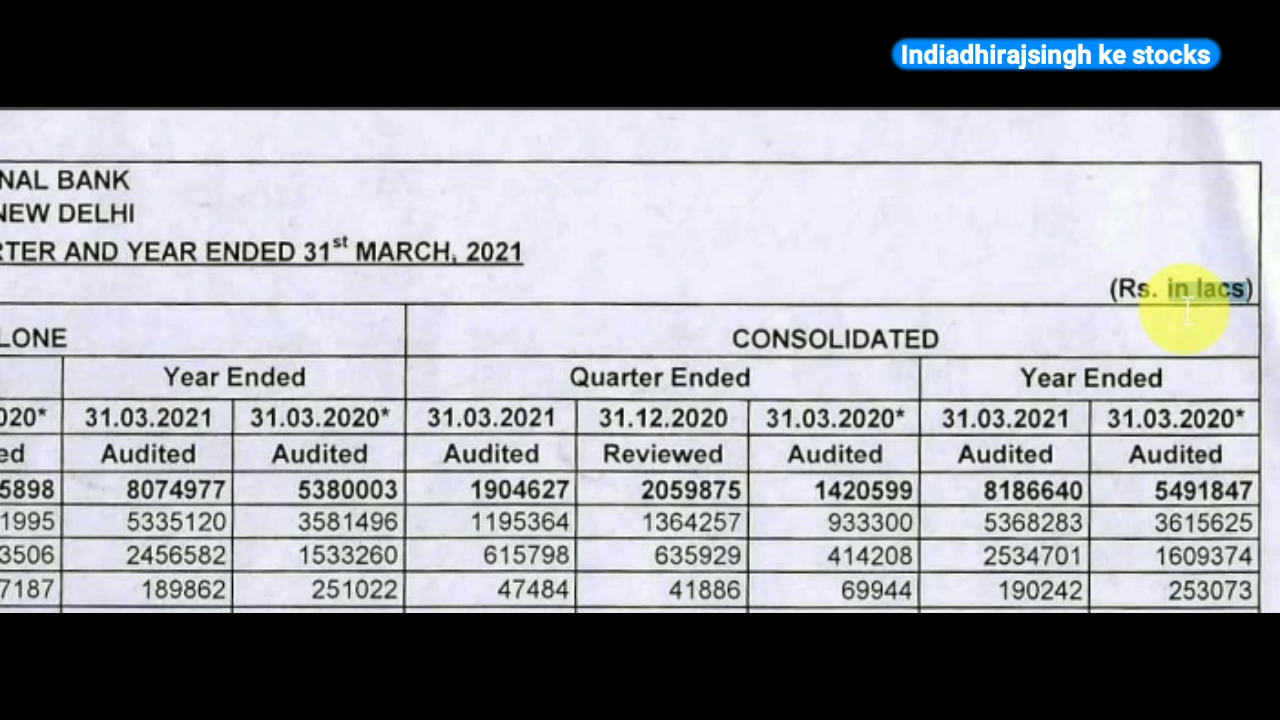 Indiadhirajsingh ke stocks
NAL BANK
NEW DELHI
RTER AND YEAR ENDED 31st MARCH, 2021
(Rs. in lacs)
LONE CONSOLIDATED
Year Ended Quarter Ended Year Ended
020* 31.03.2021 31.03.2020* 31.03.2021 31.12.2020 31.03.2020* 31.03.2021 31.03.2020*
ed Audited Audited Audited Reviewed Audited Audited Audited
5898 8074977 5380003 1904627 2059875 1420599 8186640 5491847
1995 5335120 3581496 1195364 1364257 933300 5368283 3615625
3506 2456582 1533260 615798 635929 414208 2534701 1609374
7187 189862 251022 47484 41886 69944 190242 253073